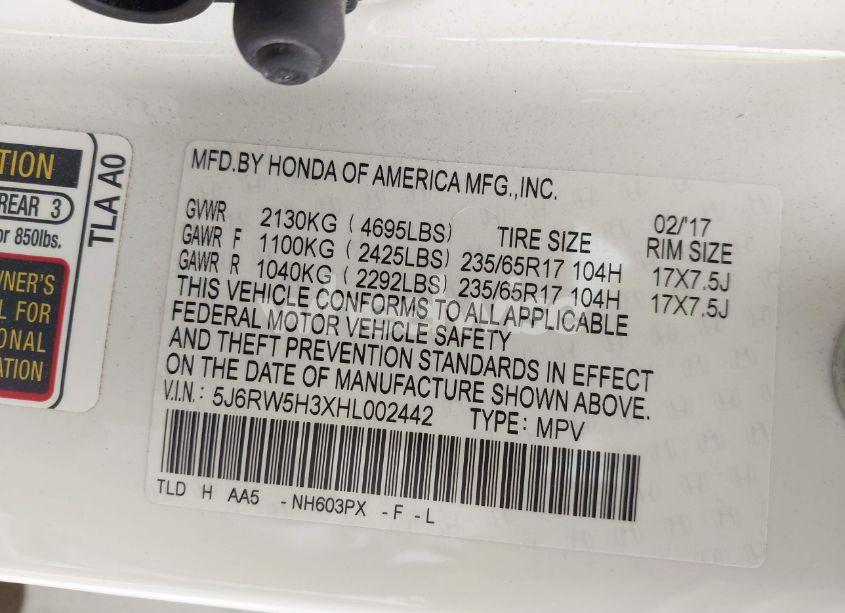 TION
REAR 3
or 850lbs.
WNER'S
L FOR
ONAL
ATION
TLA A0
MFD.BY HONDA OF AMERICA MFG.,INC.
02/'17
GVWR 2130KG ( 4695LBS) TIRE SIZE RIM SIZE
GAWR F 1100KG ( 2425LBS) 235/65R17 104H 17X7.5J
GAWR R 1040KG ( 2292LBS) 235/65R17 104H 17X7.5J
THIS VEHICLE CONFORMS TO ALL APPLICABLE
FEDERAL MOTOR VEHICLE SAFETY
AND THEFT PREVENTION STANDARDS IN EFFECT
ON THE DATE OF MANUFACTURE SHOWN ABOVE.
V.I.N.: 5J6RW5H3XHL002442 TYPE: MPV
TLD H AA5 -NH603PX -F -L